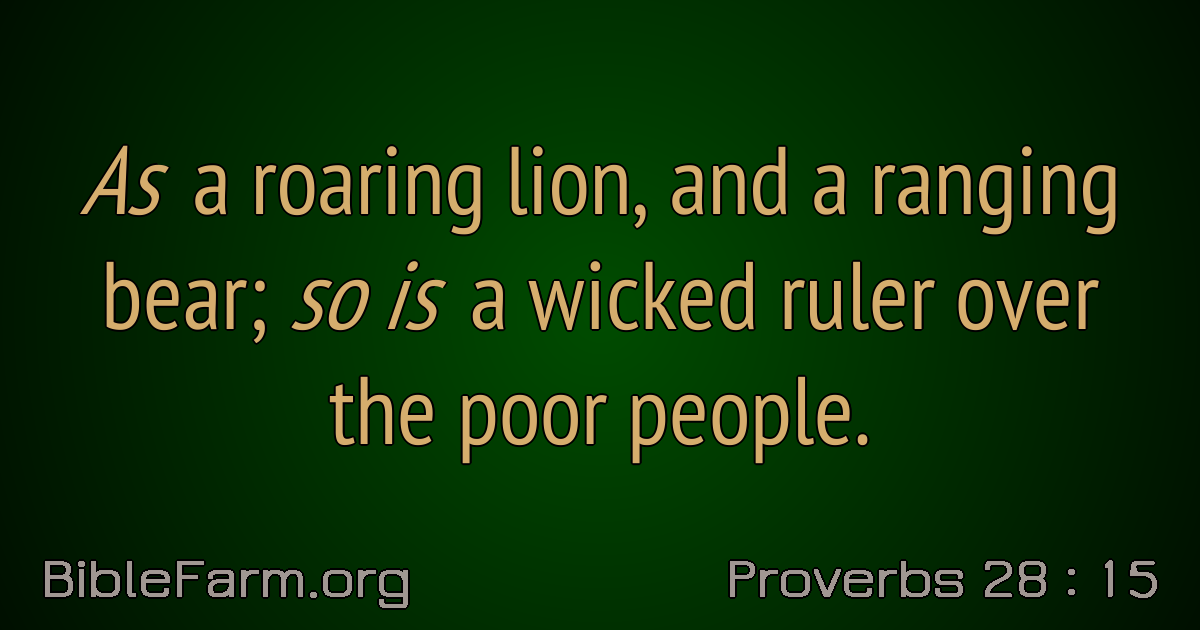 As a roaring lion, and a ranging
bear; so is a wicked ruler over
the poor people.
BibleFarm.org
Proverbs 28 : 15